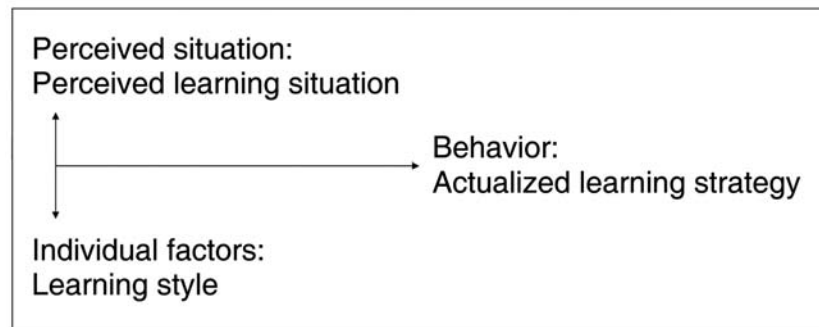 Perceived situation:
Perceived learning situation
Behavior:
Actualized learning strategy
Individual factors:
Learning style